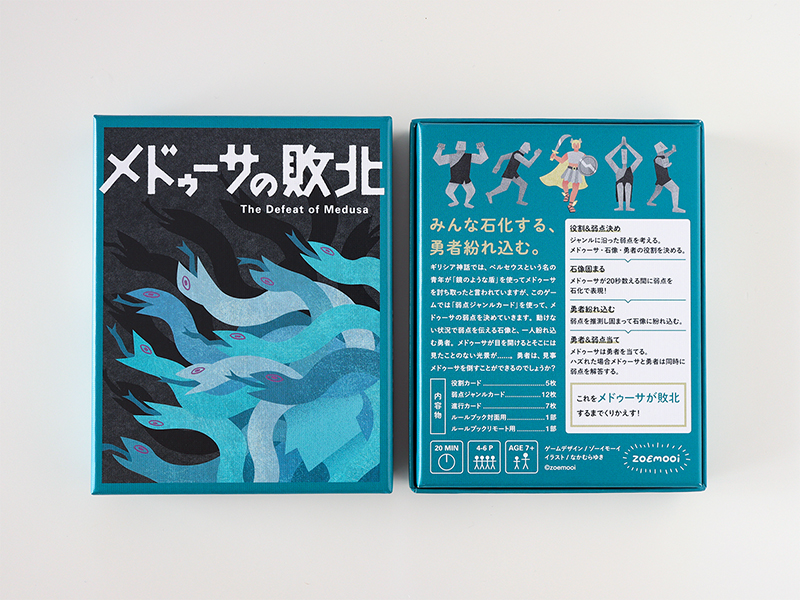 メドゥーサの敗北
The Defeat of Medusa
みんな石化する、
勇者紛れ込む。
ギリシア神話では、ペルセウスという名の
青年が「鏡のような盾」を使ってメドゥーサ
を討ち取ったと言われていますが、このゲー
ムでは「弱点ジャンルカード」を使って、メ
ドゥーサの弱点を決めていきます。動けな
い状況で弱点を伝える石像と、一人紛れ込
む勇者。メドゥーサが目を開けるとそこには
見たことのない光景が……。勇者は、見事
メドゥーサを倒すことができるのでしょうか?
内容物
役割カード 5枚
弱点ジャンルカード 12枚
進行カード 7枚
ルールブック対面用 1部
ルールブックリモート用 1部
20 MIN
4-6 P
AGE 7+
役割&弱点決め
ジャンルに沿った弱点を考える。
メドゥーサ・石像・勇者の役割を決める。
石像固まる
メドゥーサが20秒数える間に弱点を
石化で表現!
勇者紛れ込む
弱点を推測し固まって石像に紛れ込む。
勇者&弱点当て
メドゥーサは勇者を当てる。
ハズれた場合メドゥーサと勇者は同時に
弱点を解答する。
これをメドゥーサが敗北
するまでくりかえす!
ゲームデザイン / ゾーイモーイ
イラスト / なかむらゆき
©zoemooi
zoemooi